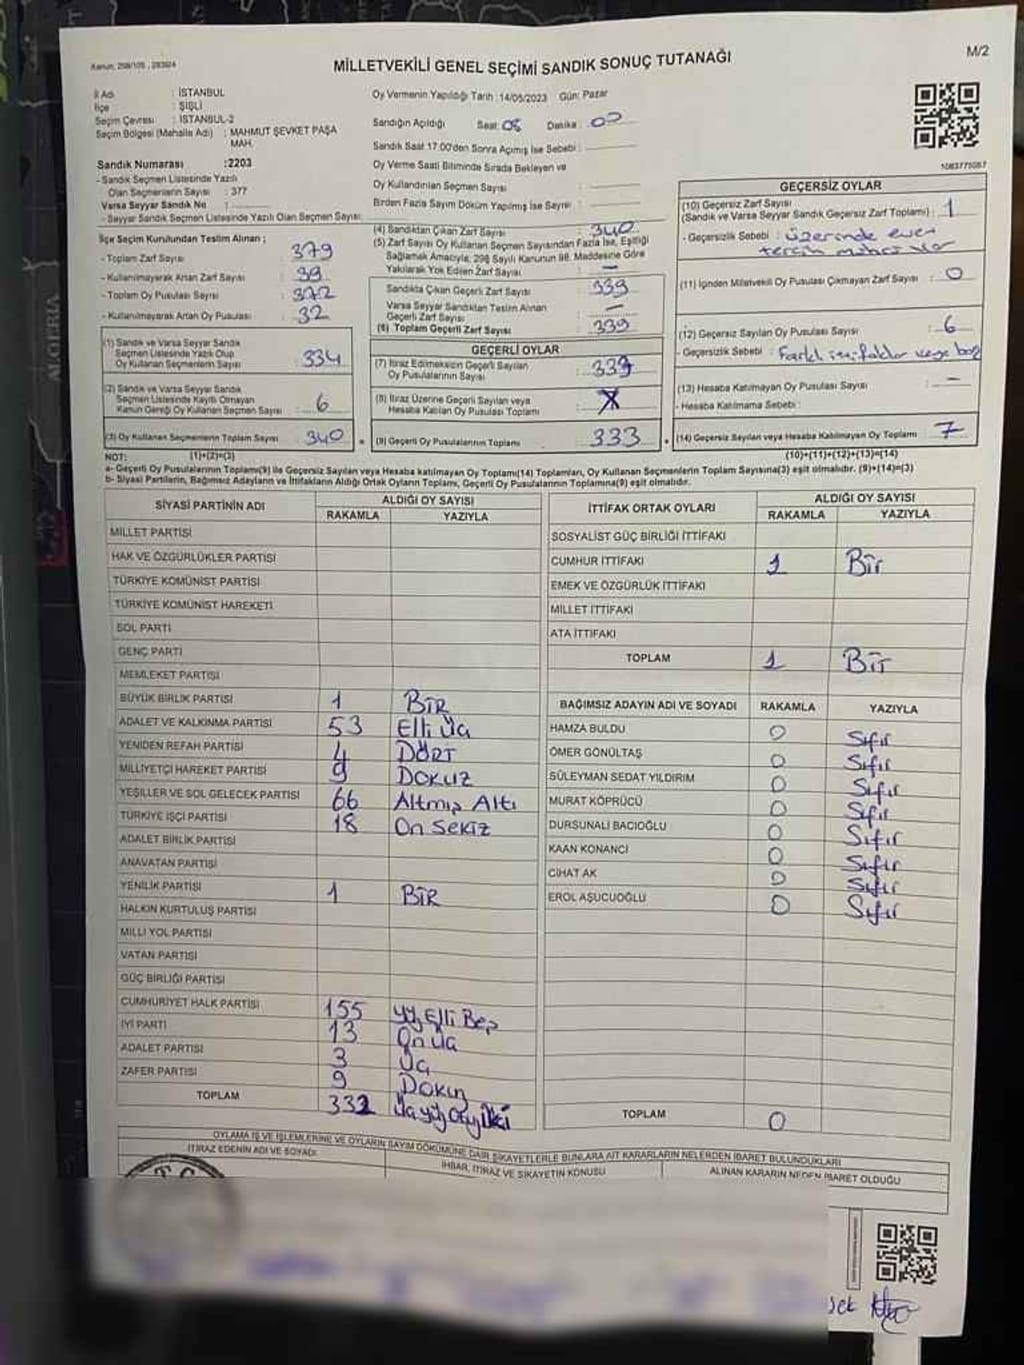 Kanun; 298/105, 2839/4
MİLLETVEKİLİ GENEL SEÇİMİ SANDIK SONUÇ TUTANAĞI
M/2
İl Adı : İSTANBUL
İlçe : ŞİŞLİ
Seçim Çevresi : İSTANBUL-2
Seçim Bölgesi (Mahalle Adı) : MAHMUT ŞEVKET PAŞA MAH.
Sandık Numarası :2203
- Sandık Seçmen Listesinde Yazılı
Olan Seçmenlerin Sayısı : 377
Varsa Seyyar Sandık No :
- Seyyar Sandık Seçmen Listesinde Yazılı Olan Seçmen Sayısı:
Oy Vermenin Yapıldığı Tarih :14/05/2023 Gün: Pazar
Sandığın Açıldığı Saat: 08 Dakika : 00
Sandık Saat 17.00'den Sonra Açımış İse Sebebi :
Oy Verme Saati Bitiminde Sırada Bekleyen ve
Oy Kullandırılan Seçmen Sayısı :
Birden Fazla Sayım Döküm Yapılmış İse Sayısı :
1083775087
İlçe Seçim Kurulundan Teslim Alınan ;
- Toplam Zarf Sayısı : 379
- Kullanılmayarak Artan Zarf Sayısı : 39
- Toplam Oy Pusulası Sayısı : 372
- Kullanılmayarak Artan Oy Pusulası : 32
(1) Sandık ve Varsa Seyyar Sandık
Seçmen Listesinde Yazılı Olup
Oy Kullanan Seçmenlerin Sayısı : 334
(2) Sandık ve Varsa Seyyar Sandık
Seçmen Listesinde Kayıtlı Olmayan
Kanun Gereği Oy Kullanan Seçmen Sayısı : 6
(3) Oy Kullanan Seçmenlerin Toplam Sayısı : 340
(4) Sandıktan Çıkan Zarf Sayısı : 340
(5) Zarf Sayısı Oy Kullanan Seçmen Sayısından Fazla İse, Eşitliği
Sağlamak Amacıyla, 298 Sayılı Kanunun 98. Maddesine Göre
Yakılarak Yok Edilen Zarf Sayısı : —
Sandıkta Çıkan Geçerli Zarf Sayısı : 339
Varsa Seyyar Sandıktan Teslim Alınan
Geçerli Zarf Sayısı : —
(6) Toplam Geçerli Zarf Sayısı : 339
GEÇERLİ OYLAR
(7) İtiraz Edilmeksizin Geçerli Sayılan
Oy Pusulalarının Sayısı : 333
(8) İtiraz Üzerine Geçerli Sayılan veya
Hesaba Katılan Oy Pusulası Toplamı : X
(9) Geçerli Oy Pusulalarının Toplamı : 333
GEÇERSİZ OYLAR
(10) Geçersiz Zarf Sayısı
(Sandık ve Varsa Seyyar Sandık Geçersiz Zarf Toplamı) : 1
- Geçersizlik Sebebi : üzerinde evet
tercih mührü var
(11) İçinden Milletvekili Oy Pusulası Çıkmayan Zarf Sayısı : 0
(12) Geçersiz Sayılan Oy Pusulası Sayısı : 6
- Geçersizlik Sebebi : Farklı ittifaklar veya boş
(13) Hesaba Katılmayan Oy Pusulası Sayısı : —
- Hesaba Katılmama Sebebi :
(14) Geçersiz Sayılan veya Hesaba Katılmayan Oy Toplamı : 7
NOT: (1)+(2)=(3) (10)+(11)+(12)+(13)=(14)
a- Geçerli Oy Pusulalarının Toplamı(9) ile Geçersiz Sayılan veya Hesaba katılmayan Oy Toplamı(14) Toplamları, Oy Kullanan Seçmenlerin Toplam Sayısına(3) eşit olmalıdır. (9)+(14)=(3)
b- Siyasi Partilerin, Bağımsız Adayların ve İttifakların Aldığı Ortak Oyların Toplamı, Geçerli Oy Pusulalarının Toplamına(9) eşit olmalıdır.
SİYASİ PARTİNİN ADI ALDIĞI OY SAYISI
RAKAMLA YAZIYLA
MİLLET PARTİSİ
HAK VE ÖZGÜRLÜKLER PARTİSİ
TÜRKİYE KOMÜNİST PARTİSİ
TÜRKİYE KOMÜNİST HAREKETİ
SOL PARTİ
GENÇ PARTİ
MEMLEKET PARTİSİ
BÜYÜK BİRLİK PARTİSİ 1 BİR
ADALET VE KALKINMA PARTİSİ 53 Elli Üç
YENİDEN REFAH PARTİSİ 4 DÖRT
MİLLİYETÇİ HAREKET PARTİSİ 9 DOKUZ
YEŞİLLER VE SOL GELECEK PARTİSİ 66 Altmış Altı
TÜRKİYE İŞÇİ PARTİSİ 18 On Sekiz
ADALET BİRLİK PARTİSİ
ANAVATAN PARTİSİ
YENİLİK PARTİSİ 1 BİR
HALKIN KURTULUŞ PARTİSİ
MİLLİ YOL PARTİSİ
VATAN PARTİSİ
GÜÇ BİRLİĞİ PARTİSİ
CUMHURİYET HALK PARTİSİ 155 Yüz Elli Beş
İYİ PARTİ 13 On Üç
ADALET PARTİSİ 3 Üç
ZAFER PARTİSİ 9 Dokuz
TOPLAM 332 Üç yüz Otuz İki
İTTİFAK ORTAK OYLARI ALDIĞI OY SAYISI
RAKAMLA YAZIYLA
SOSYALİST GÜÇ BİRLİĞİ İTTİFAKI
CUMHUR İTTİFAKI 1 Bir
EMEK VE ÖZGÜRLÜK İTTİFAKI
MİLLET İTTİFAKI
ATA İTTİFAKI
TOPLAM 1 Bir
BAĞIMSIZ ADAYIN ADI VE SOYADI RAKAMLA YAZIYLA
HAMZA BULDU 0 Sıfır
ÖMER GÖNÜLTAŞ 0 Sıfır
SÜLEYMAN SEDAT YILDIRIM 0 Sıfır
MURAT KÖPRÜCÜ 0 Sıfır
DURSUNALİ BACIOĞLU 0 Sıfır
KAAN KONANCI 0 Sıfır
CİHAT AK 0 Sıfır
EROL AŞUCUOĞLU 0 Sıfır
TOPLAM 0
OYLAMA İŞ VE İŞLEMLERİNE VE OYLARIN SAYIM DÖKÜMÜNE DAİR ŞİKAYETLERLE BUNLARA AİT KARARLARIN NELERDEN İBARET BULUNDUKLARI
İTİRAZ EDENİN ADI VE SOYADI İHBAR, İTİRAZ VE ŞİKAYETİN KONUSU ALINAN KARARIN NEDEN İBARET OLDUĞU
T.C.
ALGERIA